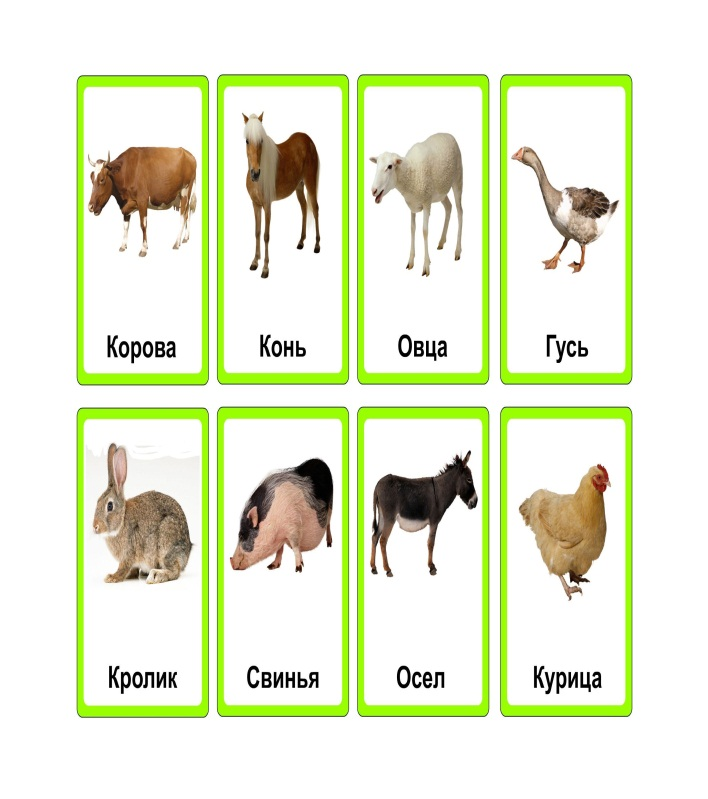 Корова
Конь
Овца
Гусь
Кролик
Свинья
Осел
Курица